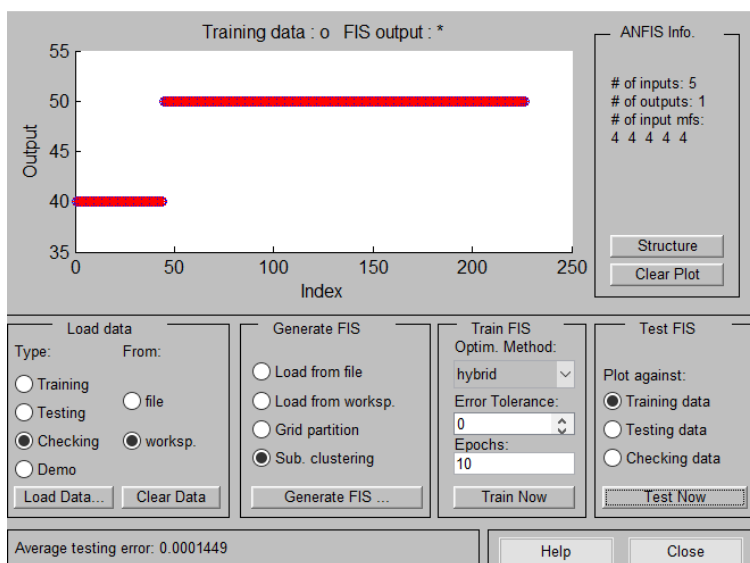 Training data : o   FIS output : *
55
50
45
40
35
Output
0
50
100
150
200
250
Index
ANFIS Info.
# of inputs: 5
# of outputs: 1
# of input mfs:
4  4  4  4  4
Structure
Clear Plot
Load data
Type:
From:
Training
Testing
Checking
Demo
file
worksp.
Load Data...
Clear Data
Generate FIS
Load from file
Load from worksp.
Grid partition
Sub. clustering
Generate FIS ...
Train FIS
Optim. Method:
hybrid
Error Tolerance:
0
Epochs:
10
Train Now
Test FIS
Plot against:
Training data
Testing data
Checking data
Test Now
Average testing error: 0.0001449
Help
Close